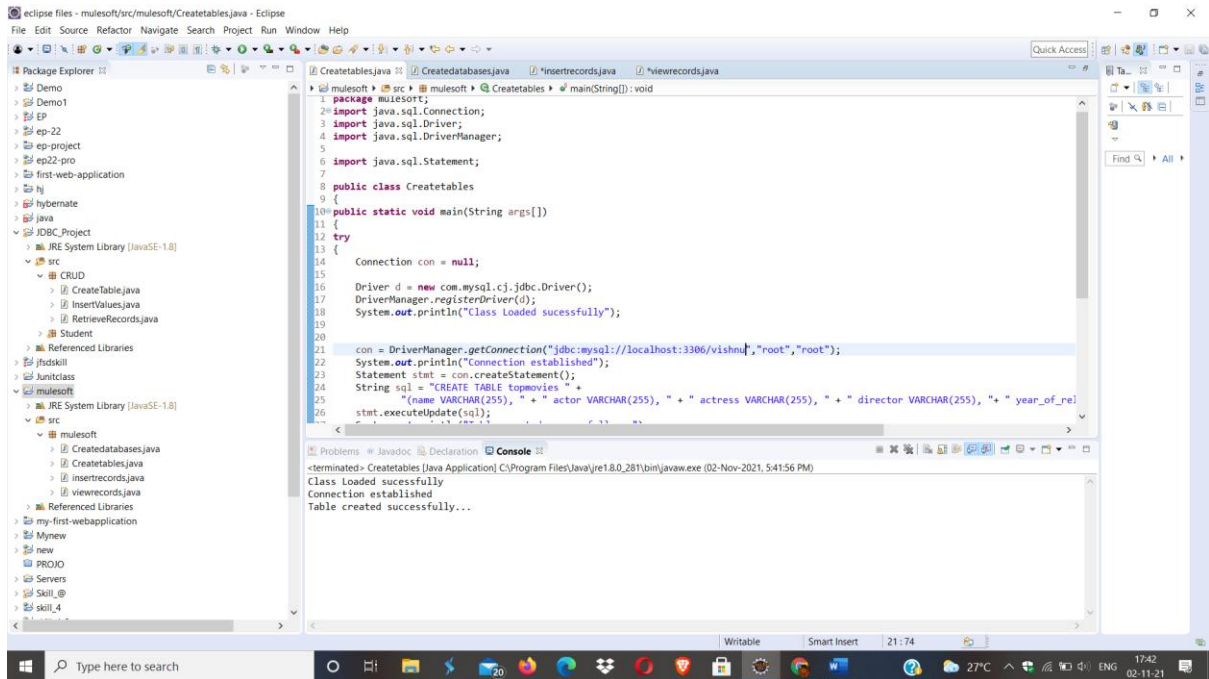 eclipse files - mulesoft/src/mulesoft/Createtables.java - Eclipse
File Edit Source Refactor Navigate Search Project Run Window Help
Quick Access
Package Explorer
Demo
Demo1
EP
ep-22
ep-project
ep22-pro
first-web-application
hj
hybernate
java
JDBC_Project
JRE System Library [JavaSE-1.8]
src
CRUD
CreateTable.java
InsertValues.java
RetrieveRecords.java
Student
Referenced Libraries
jfsdskill
Junitclass
mulesoft
JRE System Library [JavaSE-1.8]
src
mulesoft
Createdatabases.java
Createtables.java
insertrecords.java
viewrecords.java
Referenced Libraries
my-first-webapplication
Mynew
new
PROJO
Servers
Skill_@
skill_4
Createtables.java Createdatabases.java *insertrecords.java *viewrecords.java
mulesoft src mulesoft Createtables main(String[]) : void
1 package mulesoft;
2 import java.sql.Connection;
3 import java.sql.Driver;
4 import java.sql.DriverManager;
5
6 import java.sql.Statement;
7
8 public class Createtables
9 {
10 public static void main(String args[])
11 {
12 try
13 {
14 Connection con = null;
15
16 Driver d = new com.mysql.cj.jdbc.Driver();
17 DriverManager.registerDriver(d);
18 System.out.println("Class Loaded sucessfully");
19
20
21 con = DriverManager.getConnection("jdbc:mysql://localhost:3306/vishnu","root","root");
22 System.out.println("Connection established");
23 Statement stmt = con.createStatement();
24 String sql = "CREATE TABLE topmovies " +
25 "(name VARCHAR(255), " + " actor VARCHAR(255), " + " actress VARCHAR(255), " + " director VARCHAR(255), "+ " year_of_rel
26 stmt.executeUpdate(sql);
Problems Javadoc Declaration Console
<terminated> Createtables [Java Application] C:\Program Files\Java\jre1.8.0_281\bin\javaw.exe (02-Nov-2021, 5:41:56 PM)
Class Loaded sucessfully
Connection established
Table created successfully...
Ta...
Find All
Writable Smart Insert 21 : 74
Type here to search
20
27°C ENG 17:42
02-11-21